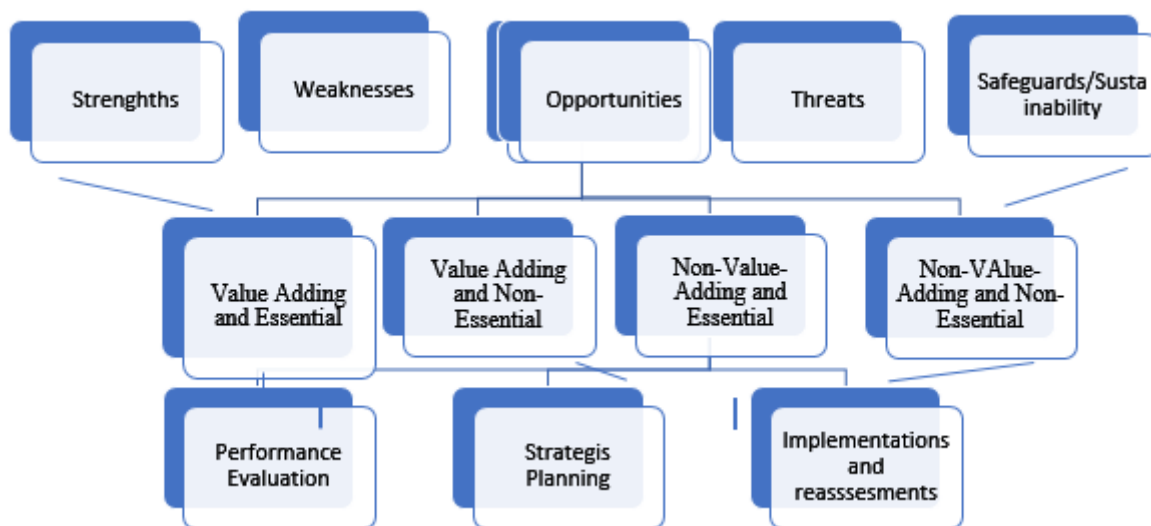 Strenghths
Weaknesses
Opportunities
Threats
Safeguards/Susta
inability
Value Adding
and Essential
Value Adding
and Non-
Essential
Non-Value-
Adding and
Essential
Non-VAlue-
Adding and Non-
Essential
Performance
Evaluation
Strategis
Planning
Implementations
and
reasssesments